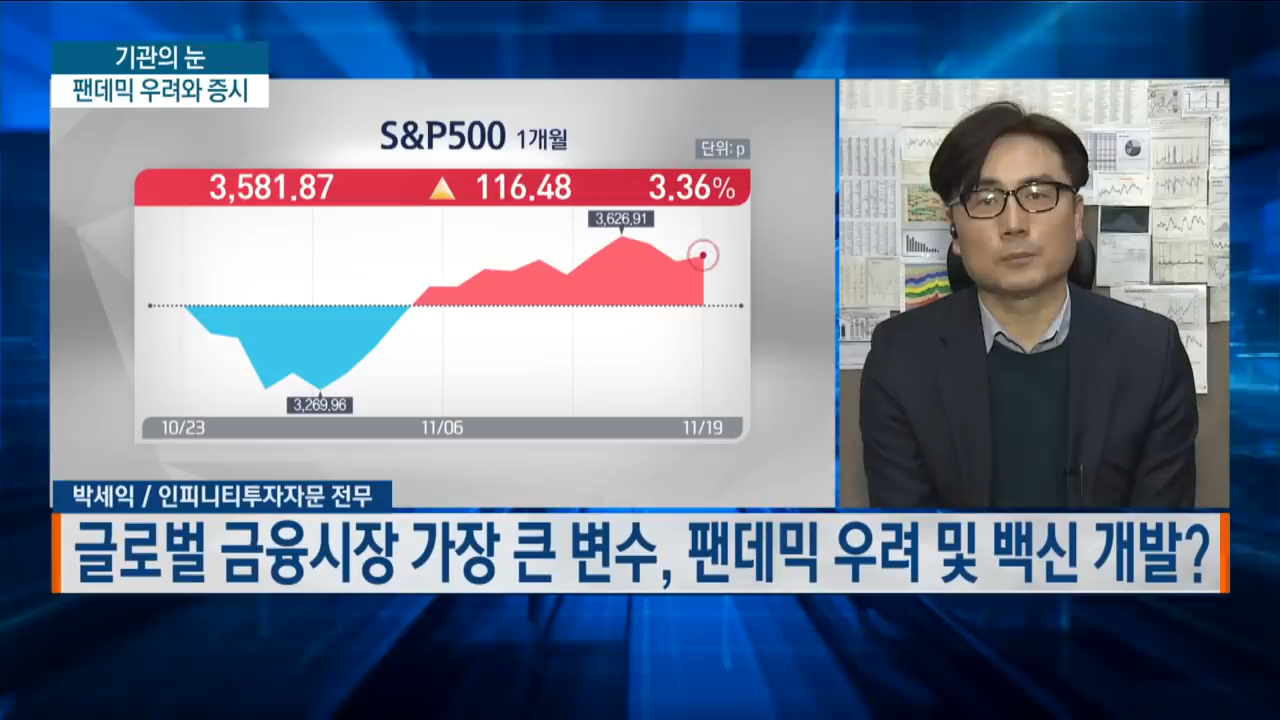 기관의 눈
팬데믹 우려와 증시
S&P500 1개월
단위:p
3,581.87 ▲ 116.48 3.36%
3,626.91
3,269.96
10/23 11/06 11/19
박세익 / 인피니티투자자문 전무
글로벌 금융시장 가장 큰 변수, 팬데믹 우려 및 백신 개발?